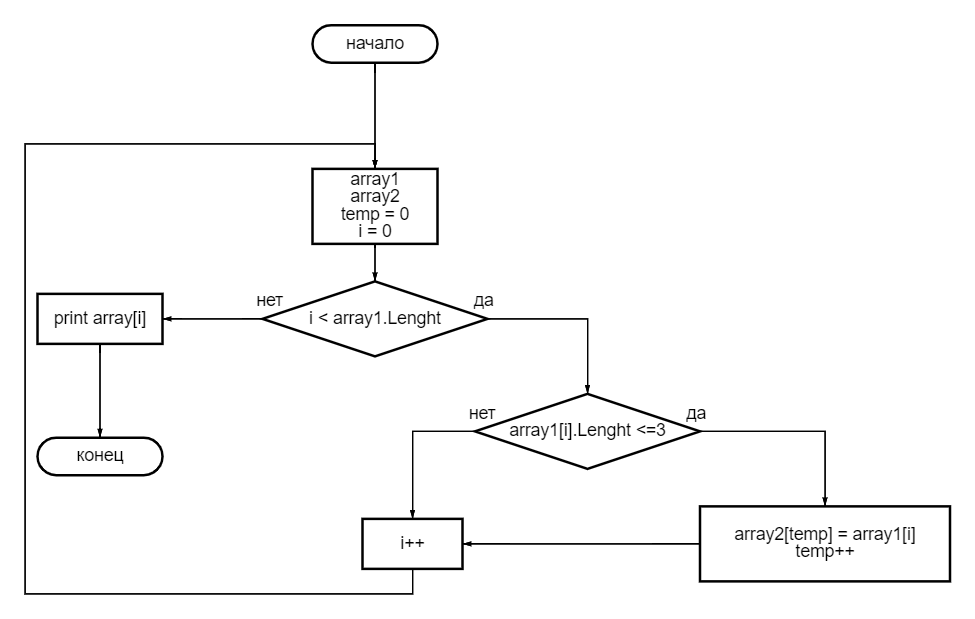 начало
array1
array2
temp = 0
i = 0
нет
да
print array[i]
i < array1.Lenght
нет
да
array1[i].Lenght <=3
конец
i++
array2[temp] = array1[i]
temp++